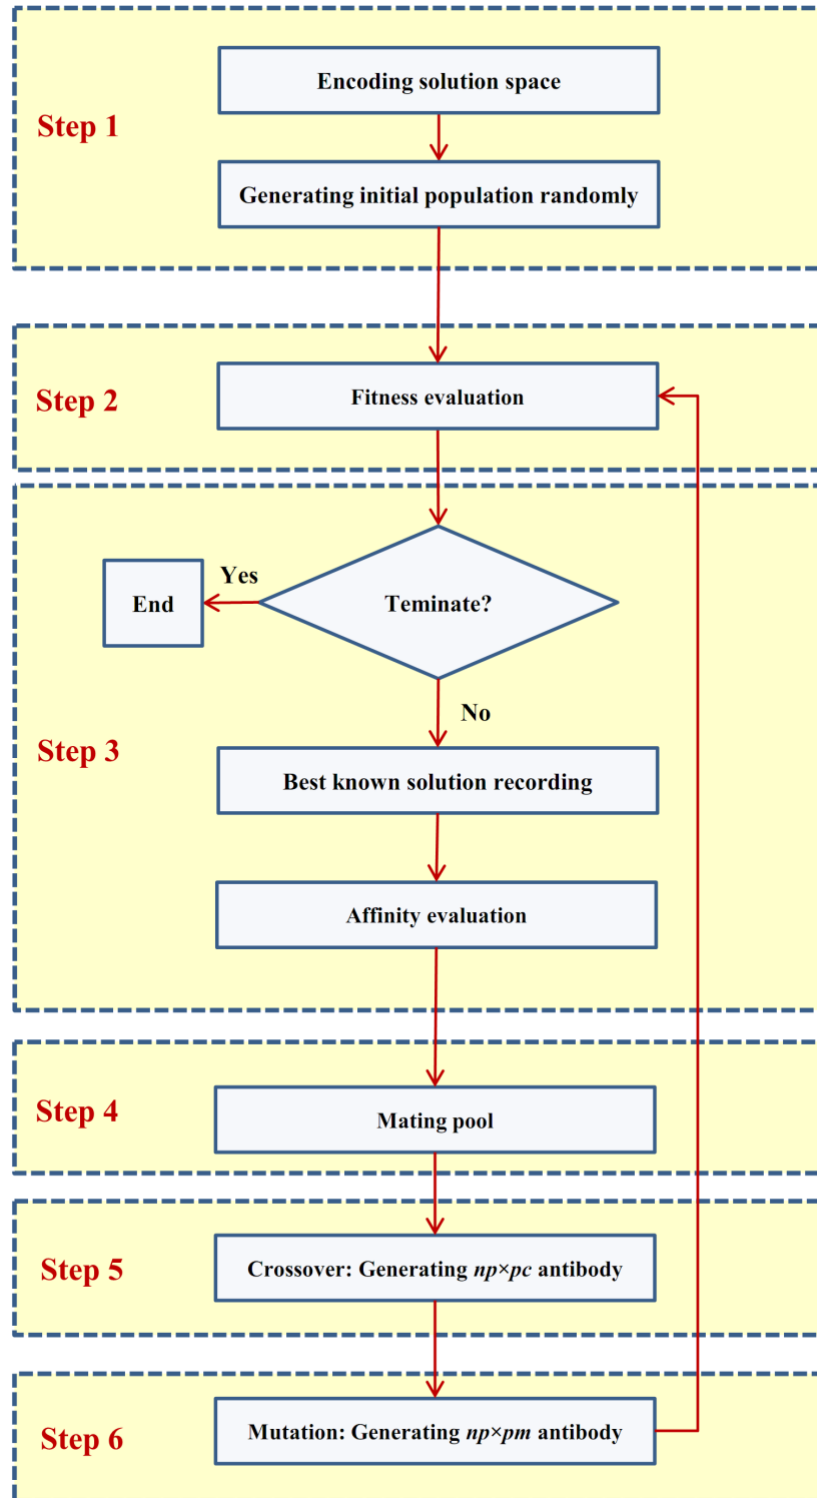 Step 1
Encoding solution space
Generating initial population randomly
Step 2
Fitness evaluation
Step 3
Teminate?
Yes
End
No
Best known solution recording
Affinity evaluation
Step 4
Mating pool
Step 5
Crossover: Generating np×pc antibody
Step 6
Mutation: Generating np×pm antibody